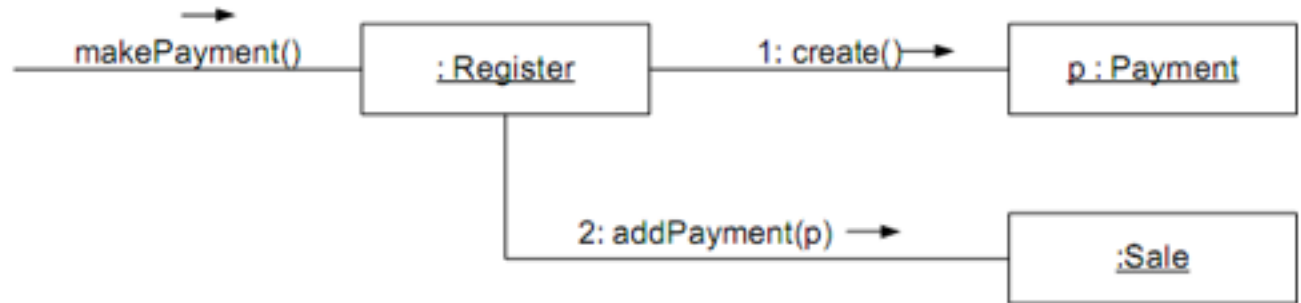 makePayment()
: Register
1: create()
p : Payment
2: addPayment(p)
:Sale